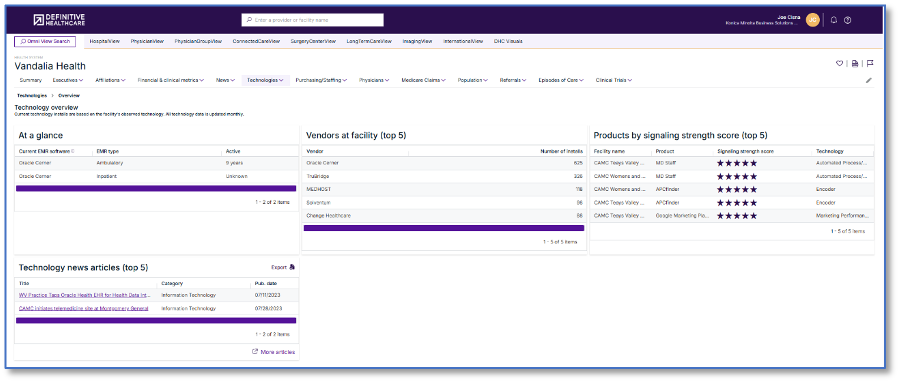 DEFINITIVE HEALTHCARE
Enter a provider or facility name
Joe Cisna
Konica Minolta Business Solutions ...
JC
Omni View Search
HospitalView PhysicianView PhysicianGroupView ConnectedCareView SurgeryCenterView LongTermCareView ImagingView InternationalView DHC Visuals
Vandalia Health
Summary Executives Affiliations Financial & clinical metrics News Technologies Purchasing/Staffing Physicians Medicare Claims Population Referrals Episodes of Care Clinical Trials
Technologies > Overview
Technology overview
Current technology installs are based on the facility's observed technology. All technology data is updated monthly.
At a glance
Current EMR software EMR type Active
Oracle Cerner Ambulatory 9 years
Oracle Cerner Inpatient Unknown
1 - 2 of 2 items
Vendors at facility (top 5)
Vendor Number of installs
Oracle Cerner 625
TruBridge 326
MEDHOST 118
Solventum 98
Change Healthcare 88
1 - 5 of 5 items
Products by signaling strength score (top 5)
Facility name Product Signaling strength score Technology
CAMC Teays Valley ... MD Staff ★★★★★ Automated Process/...
CAMC Womens and ... MD Staff ★★★★★ Automated Process/...
CAMC Womens and ... APCfinder ★★★★★ Encoder
CAMC Teays Valley ... APCfinder ★★★★★ Encoder
CAMC Teays Valley ... Google Marketing Pla... ★★★★★ Marketing Performan...
1 - 5 of 5 items
Technology news articles (top 5)
Export
Title Category Pub. date
WV Practice Taps Oracle Health EHR for Health Data Int... Information Technology 07/11/2023
CAMC initiates telemedicine site at Montgomery General Information Technology 07/28/2023
1 - 2 of 2 items
More articles